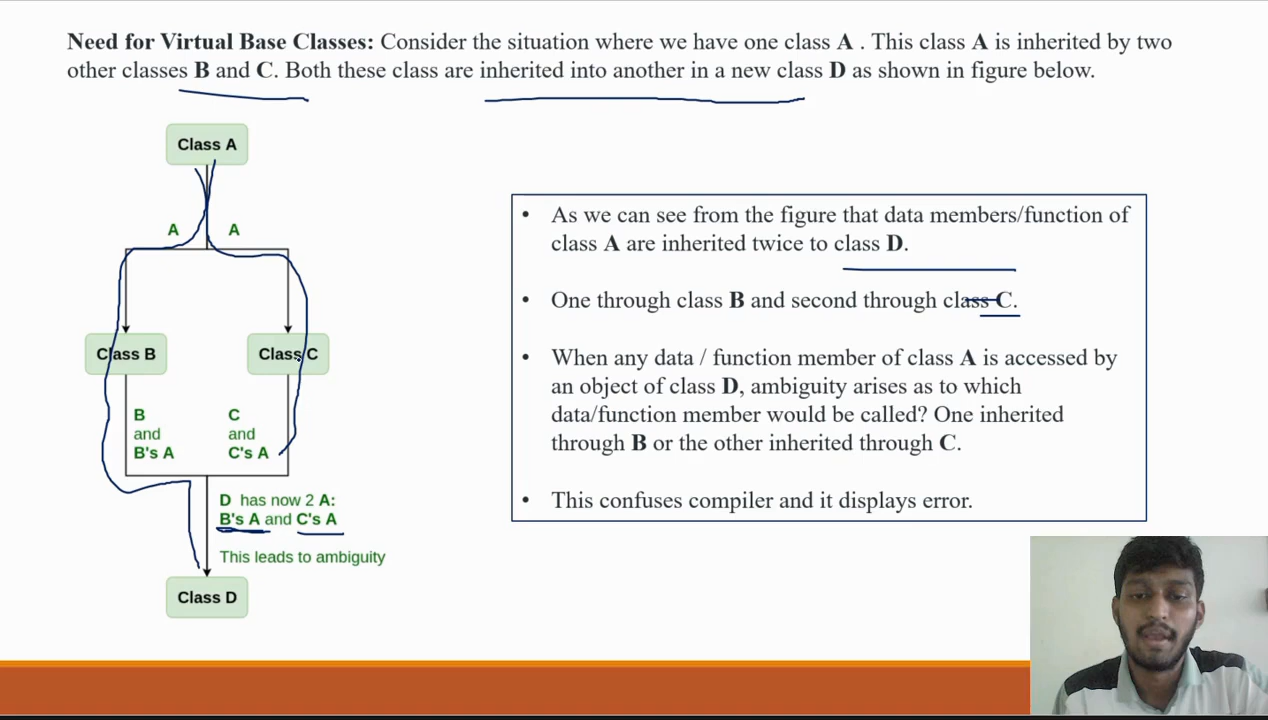 Need for Virtual Base Classes: Consider the situation where we have one class A . This class A is inherited by two
other classes B and C. Both these class are inherited into another in a new class D as shown in figure below.
Class A
A
A
Class B
Class C
B
and
B's A
C
and
C's A
D has now 2 A:
B's A and C's A
This leads to ambiguity
Class D
• As we can see from the figure that data members/function of
class A are inherited twice to class D.
• One through class B and second through class C.
• When any data / function member of class A is accessed by
an object of class D, ambiguity arises as to which
data/function member would be called? One inherited
through B or the other inherited through C.
• This confuses compiler and it displays error.